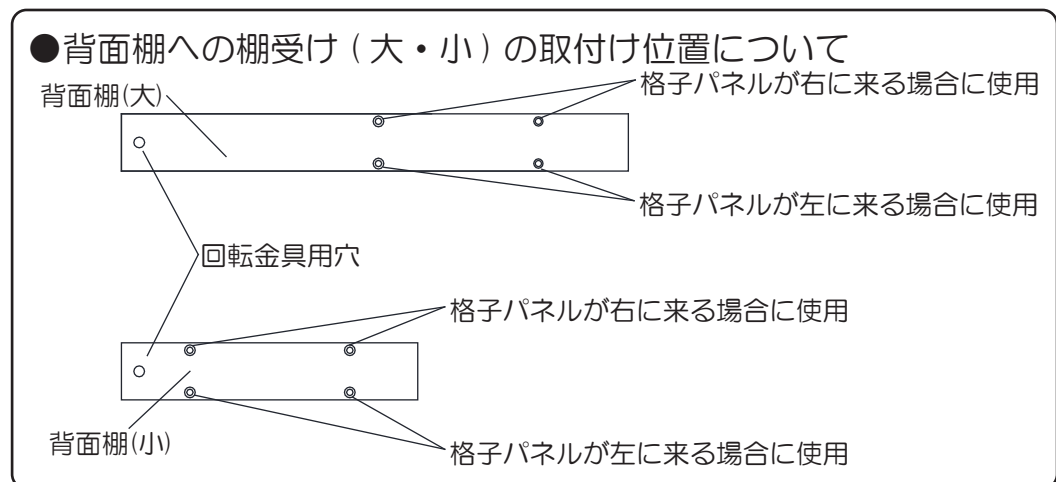 ●背面棚への棚受け(大・小)の取付け位置について
背面棚(大)
格子パネルが右に来る場合に使用
格子パネルが左に来る場合に使用
回転金具用穴
格子パネルが右に来る場合に使用
背面棚(小)
格子パネルが左に来る場合に使用